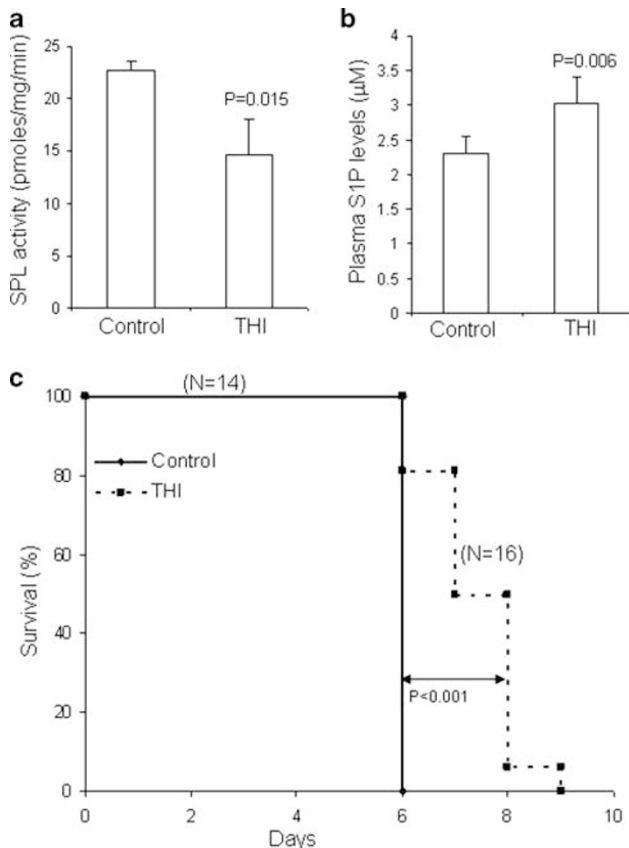 a
SPL activity (pmoles/mg/min)
25
20
15
10
5
0
P=0.015
Control THI
b
Plasma S1P levels (µM)
4
3.5
3
2.5
2
1.5
1
0.5
0
P=0.006
Control THI
c
Survival (%)
100
80
60
40
20
0
(N=14)
Control
THI
(N=16)
P<0.001
0 2 4 6 8 10
Days